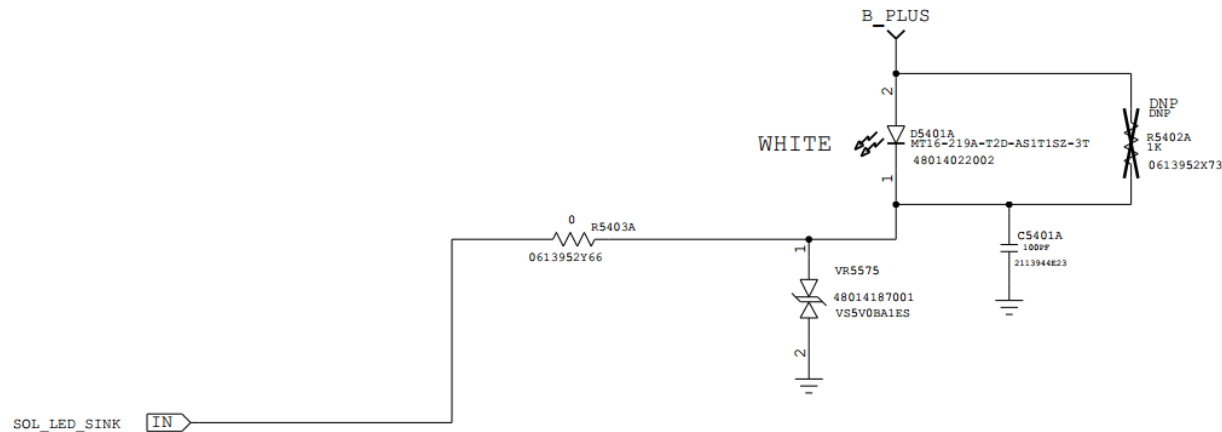 B_PLUS
2
DNP
DNP
D5401A
R5402A
WHITE
MT16-219A-T2D-AS1T1SZ-3T
1K
48014022002
0613952X73
1
0
R5403A
C5401A
1
100PF
0613952Y66
2113944E23
VR5575
48014187001
VS5V0BA1ES
2
SOL_LED_SINK
IN